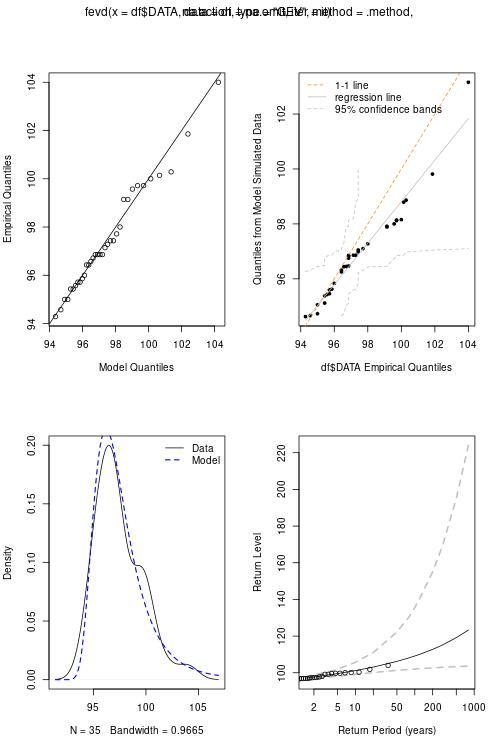 fevd(x = df$DATA,
method = .method,
104
102
100
98
96
94
Empirical Quantiles
94 96 98 100 102 104
Model Quantiles
1-1 line
regression line
95% confidence bands
102
100
98
96
Quantiles from Model Simulated Data
94 96 98 100 102 104
df$DATA Empirical Quantiles
Data
Model
0.20
0.15
0.10
0.05
0.00
Density
95 100 105
N = 35 Bandwidth = 0.9665
220
200
180
160
140
120
100
Return Level
2 5 10 50 200 1000
Return Period (years)